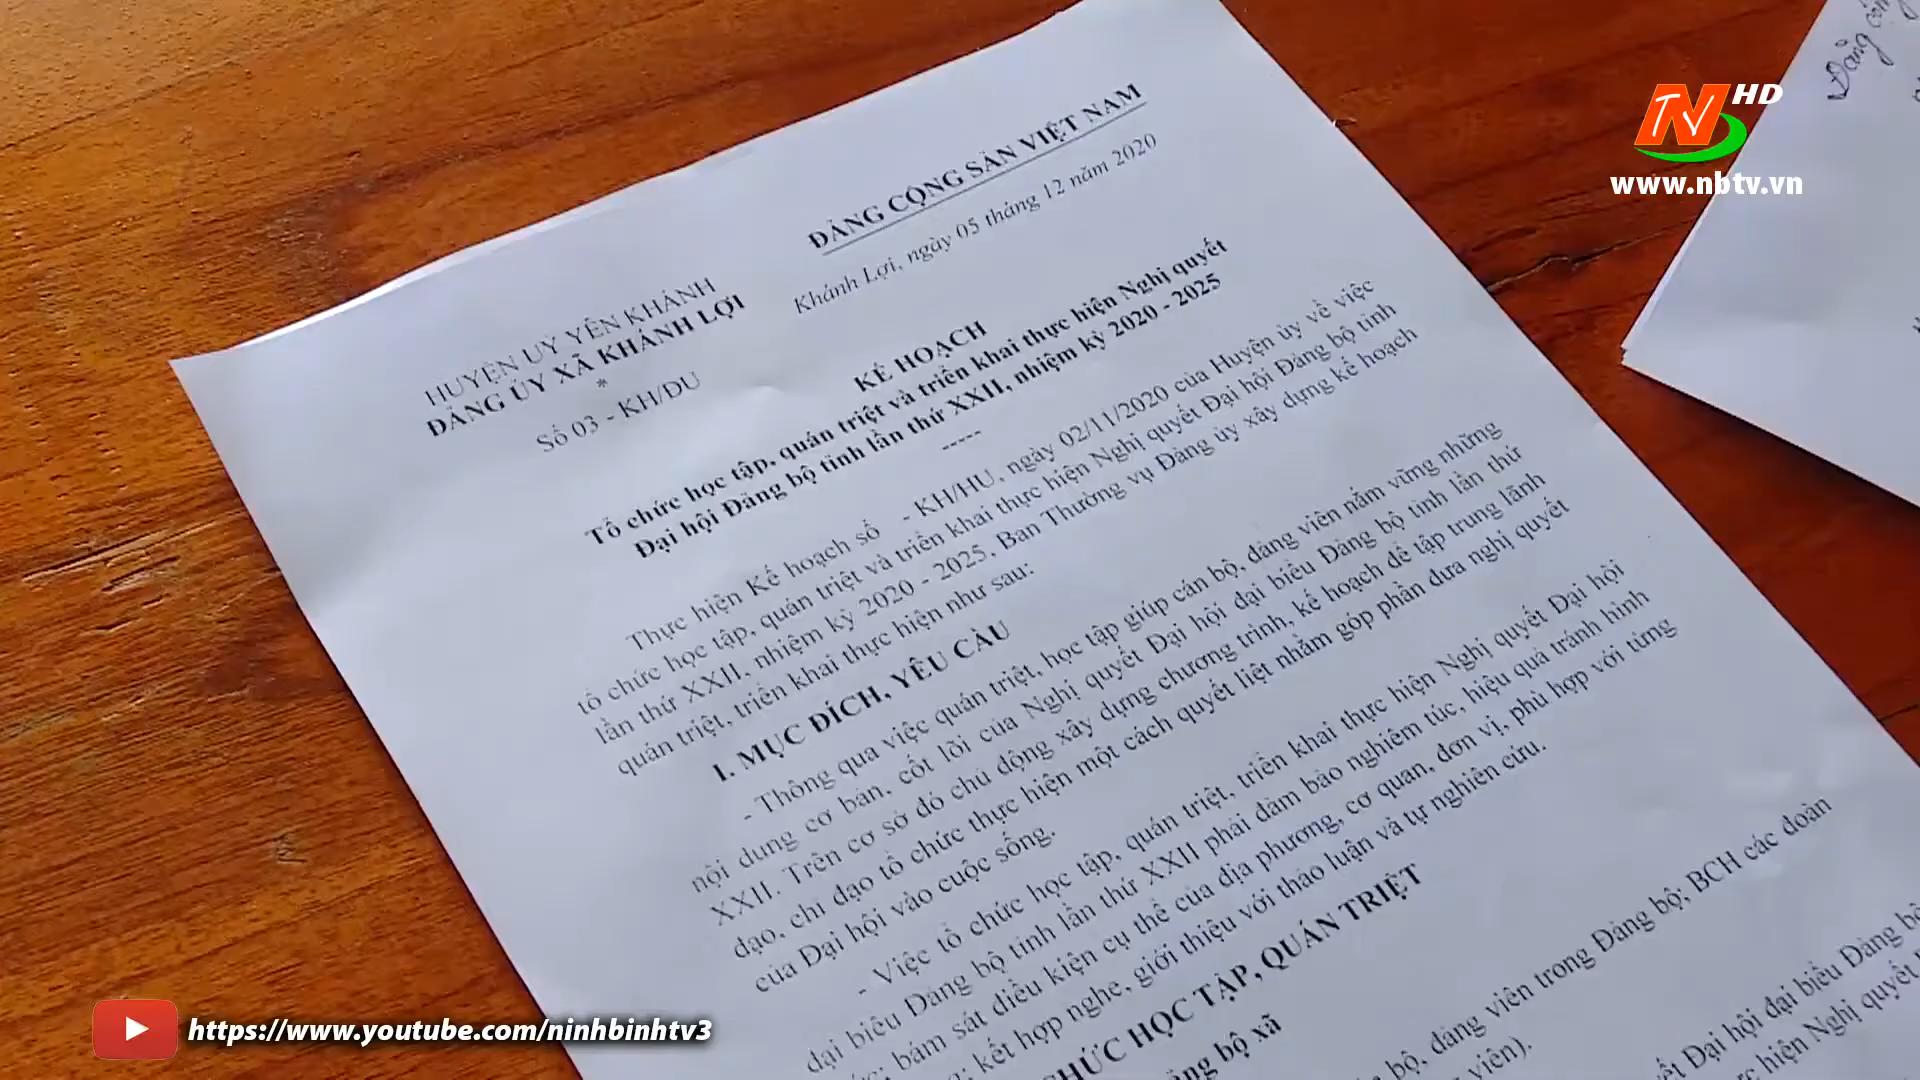 HUYỆN UỶ YÊN KHÁNH
ĐẢNG ỦY XÃ KHÁNH LỢI
*
Số 03 - KH/ĐU
ĐẢNG CỘNG SẢN VIỆT NAM
Khánh Lợi, ngày 05 tháng 12 năm 2020
KẾ HOẠCH
Tổ chức học tập, quán triệt và triển khai thực hiện Nghị quyết
Đại hội Đảng bộ tỉnh lần thứ XXII, nhiệm kỳ 2020 - 2025
-----
Thực hiện Kế hoạch số - KH/HU, ngày 02/11/2020 của Huyện ủy về việc
tổ chức học tập, quán triệt và triển khai thực hiện Nghị quyết Đại hội Đảng bộ tỉnh
lần thứ XXII, nhiệm kỳ 2020 - 2025, Ban Thường vụ Đảng ủy xây dựng kế hoạch
quán triệt, triển khai thực hiện như sau:
I. MỤC ĐÍCH, YÊU CẦU
- Thông qua việc quán triệt, học tập giúp cán bộ, đảng viên nắm vững những
nội dung cơ bản, cốt lõi của Nghị quyết Đại hội đại biểu Đảng bộ tỉnh lần thứ
XXII. Trên cơ sở đó chủ động xây dựng chương trình, kế hoạch để tập trung lãnh
đạo, chỉ đạo tổ chức thực hiện một cách quyết liệt nhằm góp phần đưa nghị quyết
của Đại hội vào cuộc sống.
- Việc tổ chức học tập, quán triệt, triển khai thực hiện Nghị quyết Đại hội
đại biểu Đảng bộ tỉnh lần thứ XXII phải đảm bảo nghiêm túc, hiệu quả tránh hình
bám sát điều kiện cụ thể của địa phương, cơ quan, đơn vị, phù hợp với từng
kết hợp nghe, giới thiệu với thảo luận và tự nghiên cứu.
CHỨC HỌC TẬP, QUÁN TRIỆT
bộ xã
bộ, đảng viên trong Đảng bộ; BCH các đoàn
viên).
Đại hội đại biểu Đảng bộ
hiện Nghị quyết
Đảng
TV HD
www.nbtv.vn
https://www.youtube.com/ninhbinhtv3